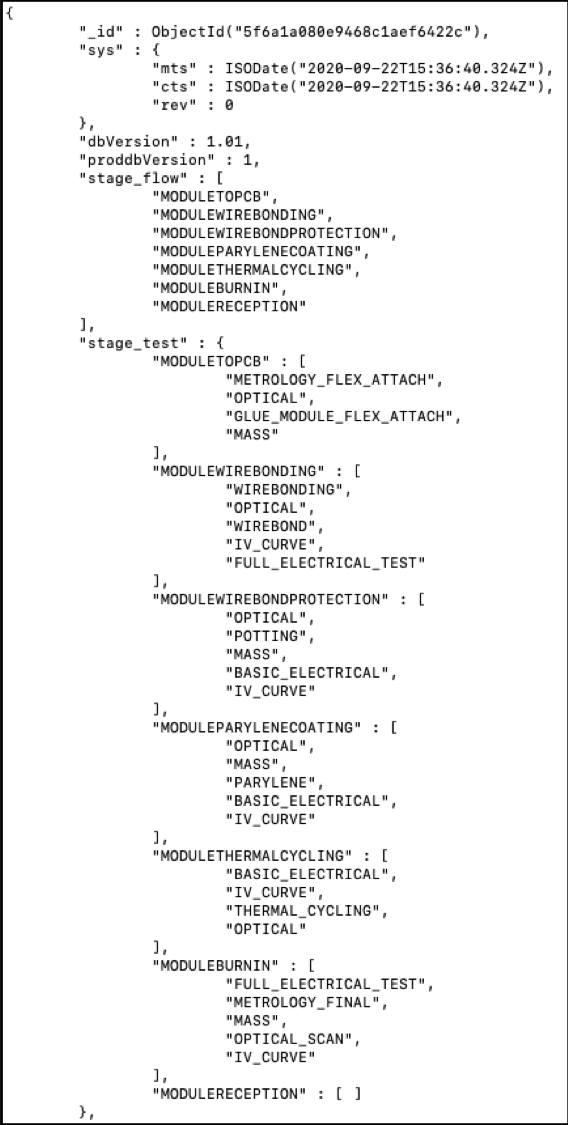 {
"_id" : ObjectId("5f6a1a080e9468c1aef6422c"),
"sys" : {
"mts" : ISODate("2020-09-22T15:36:40.324Z"),
"cts" : ISODate("2020-09-22T15:36:40.324Z"),
"rev" : 0
},
"dbVersion" : 1.01,
"proddbVersion" : 1,
"stage_flow" : [
"MODULETOPCB",
"MODULEWIREBONDING",
"MODULEWIREBONDPROTECTION",
"MODULEPARYLENECOATING",
"MODULETHERMALCYCLING",
"MODULEBURNIN",
"MODULERECEPTION"
],
"stage_test" : {
"MODULETOPCB" : [
"METROLOGY_FLEX_ATTACH",
"OPTICAL",
"GLUE_MODULE_FLEX_ATTACH",
"MASS"
],
"MODULEWIREBONDING" : [
"WIREBONDING",
"OPTICAL",
"WIREBOND",
"IV_CURVE",
"FULL_ELECTRICAL_TEST"
],
"MODULEWIREBONDPROTECTION" : [
"OPTICAL",
"POTTING",
"MASS",
"BASIC_ELECTRICAL",
"IV_CURVE"
],
"MODULEPARYLENECOATING" : [
"OPTICAL",
"MASS",
"PARYLENE",
"BASIC_ELECTRICAL",
"IV_CURVE"
],
"MODULETHERMALCYCLING" : [
"BASIC_ELECTRICAL",
"IV_CURVE",
"THERMAL_CYCLING",
"OPTICAL"
],
"MODULEBURNIN" : [
"FULL_ELECTRICAL_TEST",
"METROLOGY_FINAL",
"MASS",
"OPTICAL_SCAN",
"IV_CURVE"
],
"MODULERECEPTION" : [ ]
},